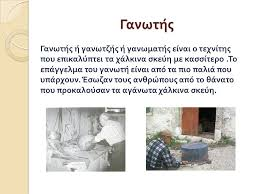 Γανωτής
Γανωτής ή γανωτζής ή γανωματής είναι ο τεχνίτης
που επικαλύπτει τα χάλκινα σκεύη με κασσίτερο .Το
επάγγελμα του γανωτή είναι από τα πιο παλιά που
υπάρχουν. Έσωζαν τους ανθρώπους από το θάνατο
που προκαλούσαν τα αγάνωτα χάλκινα σκεύη.